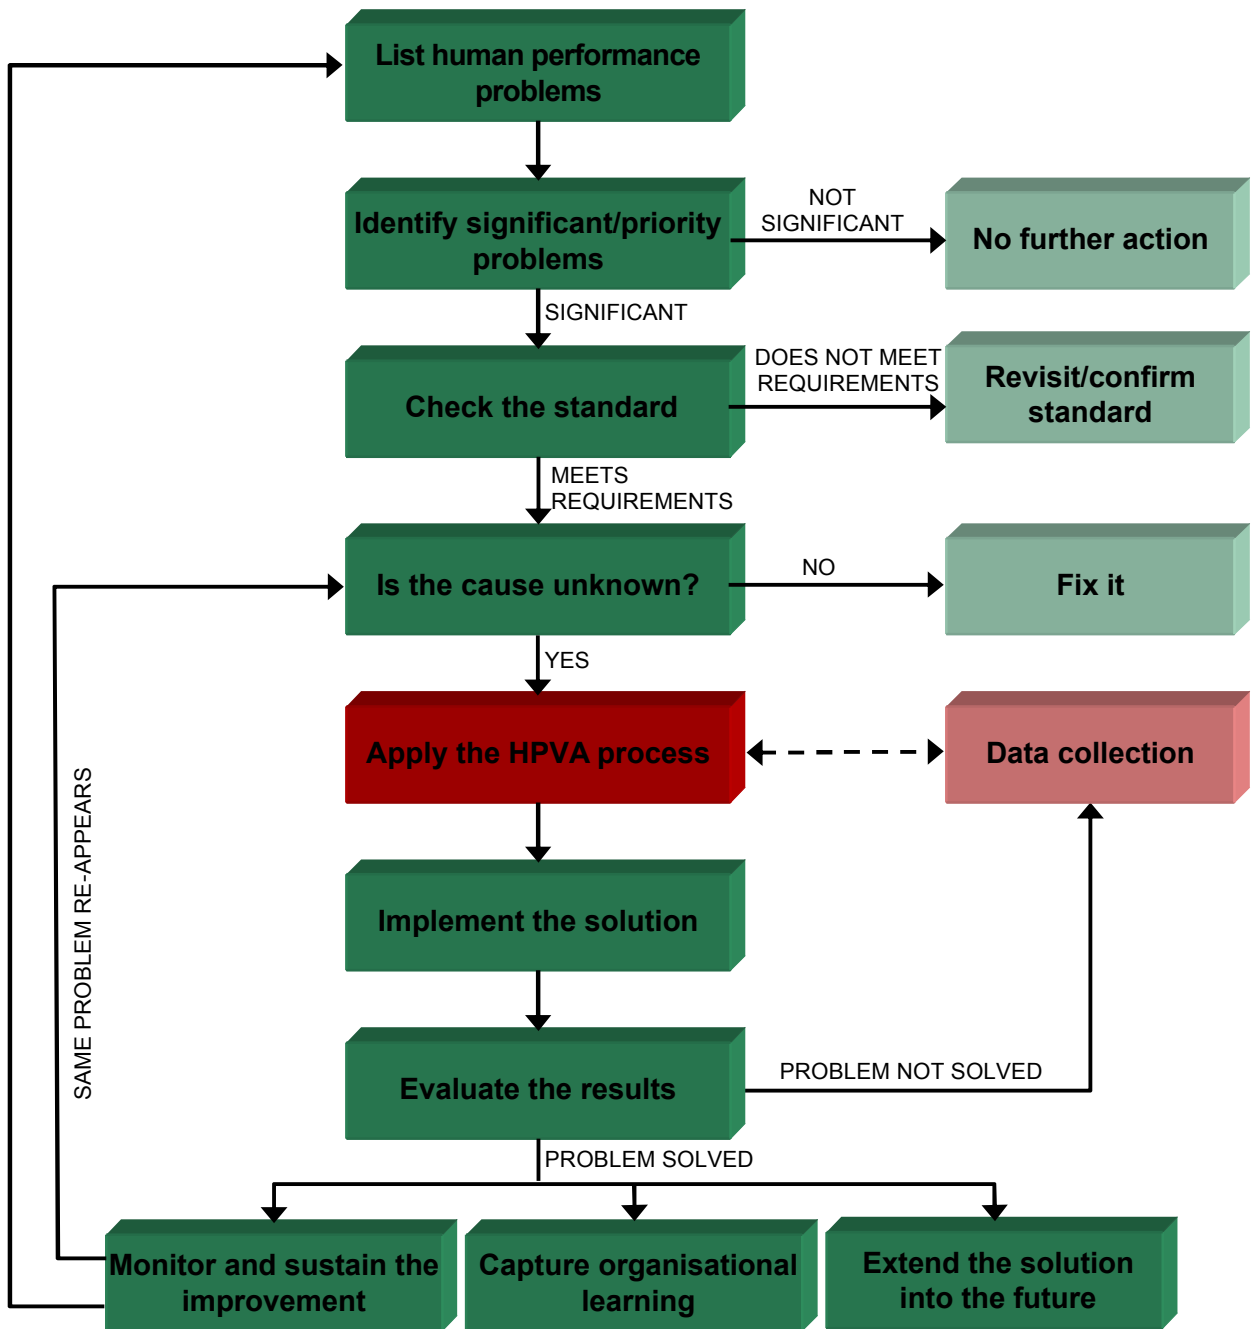 List human performance
problems
Identify significant/priority
problems
NOT
SIGNIFICANT
No further action
SIGNIFICANT
Check the standard
DOES NOT MEET
REQUIREMENTS
Revisit/confirm
standard
MEETS
REQUIREMENTS
Is the cause unknown?
NO
Fix it
YES
Apply the HPVA process
Data collection
SAME PROBLEM RE-APPEARS
Implement the solution
Evaluate the results
PROBLEM NOT SOLVED
PROBLEM SOLVED
Monitor and sustain the
improvement
Capture organisational
learning
Extend the solution
into the future